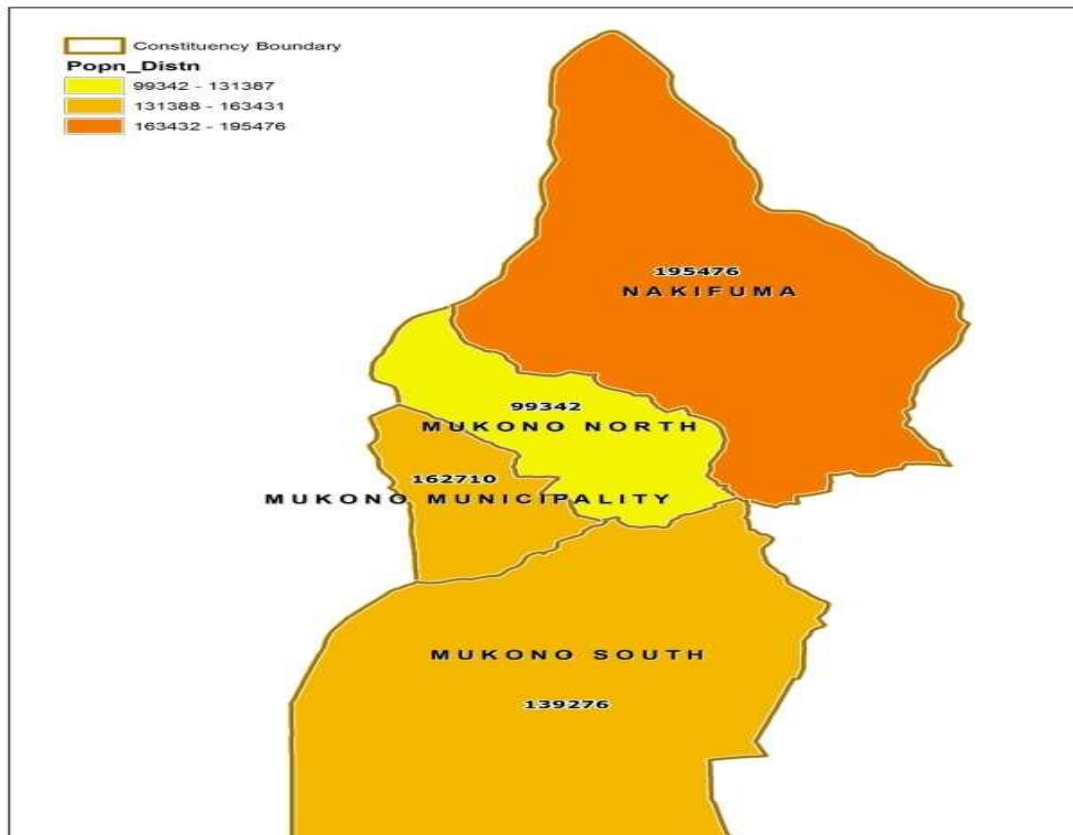 Constituency Boundary
Popn_Distn
99342 - 131387
131388 - 163431
163432 - 195476
195476
NAKIFUMA
99342
MUKONO NORTH
162710
MUKONO MUNICIPALITY
MUKONO SOUTH
139276